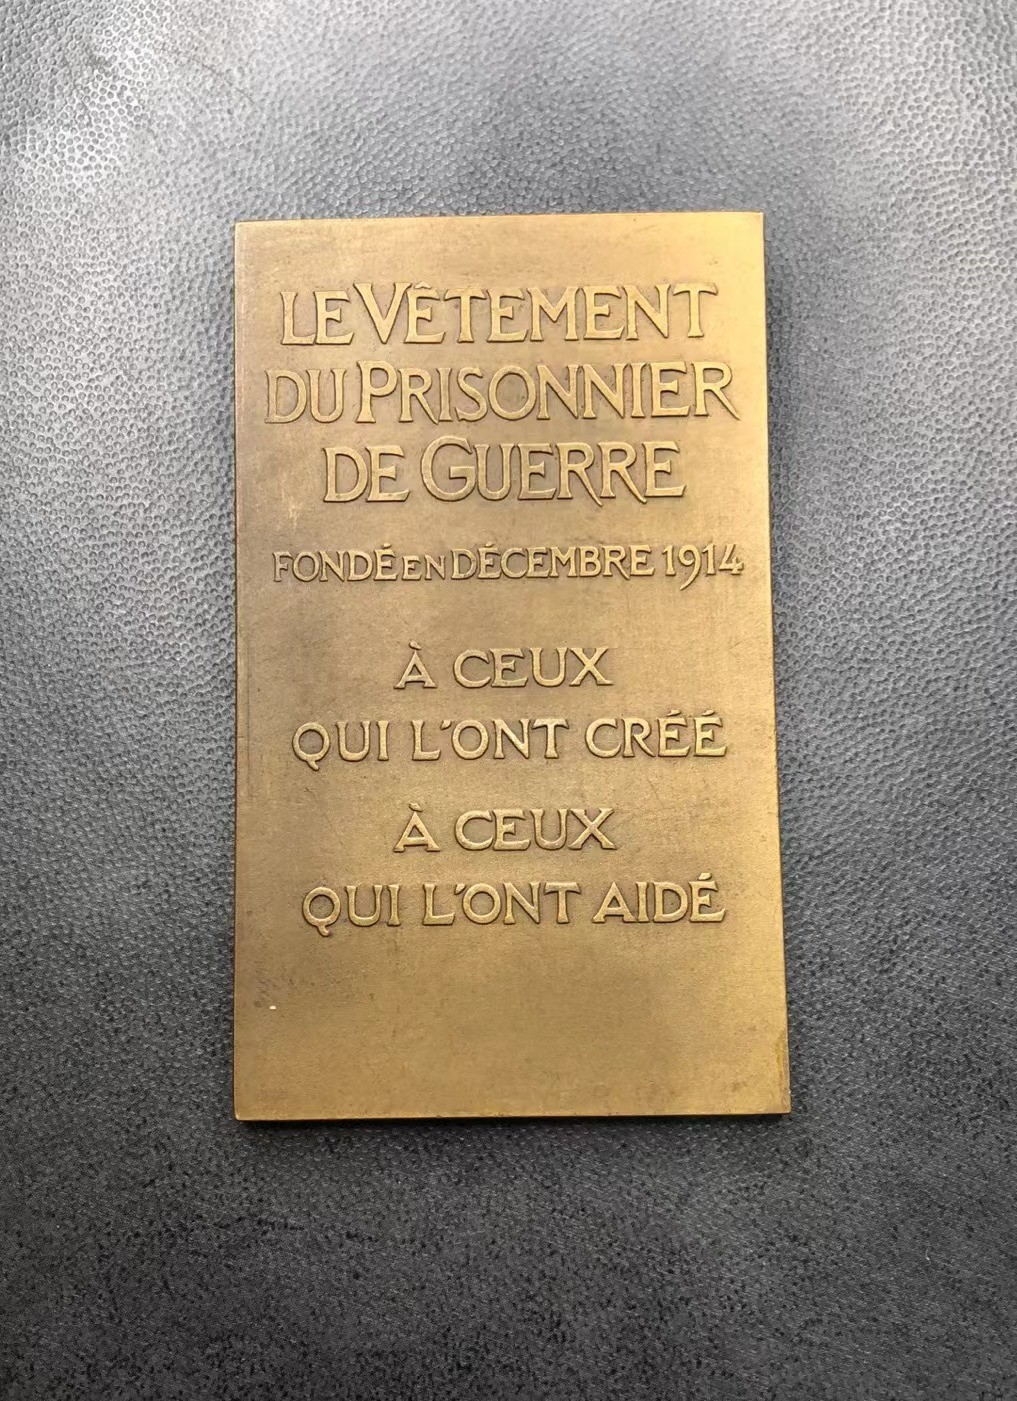 LE VÊTEMENT
DU PRISONNIER
DE GUERRE
FONDÉ EN DÉCEMBRE 1914
À CEUX
QUI L'ONT CRÉÉ
À CEUX
QUI L'ONT AIDÉ